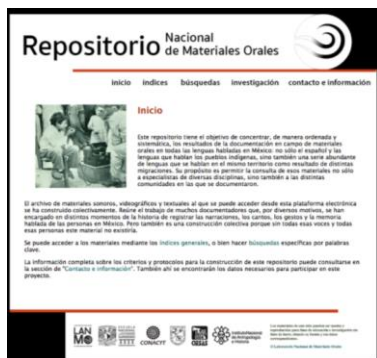 Repositorio Nacional
de Materiales Orales
inicio índices búsquedas investigación contacto e información
Inicio
Este repositorio tiene el objetivo de concentrar, de manera ordenada y
sistemática, los resultados de la documentación en campo de materiales
orales en todas las lenguas habladas en México: no sólo el español y las
lenguas que hablan los pueblos indígenas, sino también una serie abundante
de lenguas que se hablan en el mismo territorio como resultado de distintas
migraciones. Su propósito es permitir la consulta de esos materiales no sólo
a especialistas de diversas disciplinas, sino también a las distintas
comunidades en las que se documentaron.
El archivo de materiales sonoros, videográficos y textuales al que se puede acceder desde esta plataforma electrónica
se ha construido colectivamente. Reúne el trabajo de muchos documentadores que, por diversos motivos, se han
encargado en distintos momentos de la historia de registrar las narraciones, los cantos, los gestos y la memoria
hablada de las personas en México. Pero también es una construcción colectiva porque sin todas esas voces y todas
esas personas este material no existiría.
Se puede acceder a los materiales mediante los índices generales, o bien hacer búsquedas específicas por palabras
clave.
La información completa sobre los criterios y protocolos para la construcción de este repositorio puede consultarse en
la sección de "Contacto e información". También ahí se encontrarán los datos necesarios para participar en este
proyecto.
LAN
MO
CONACYT
CIESAS
Instituto Nacional
de Antropología
e Historia